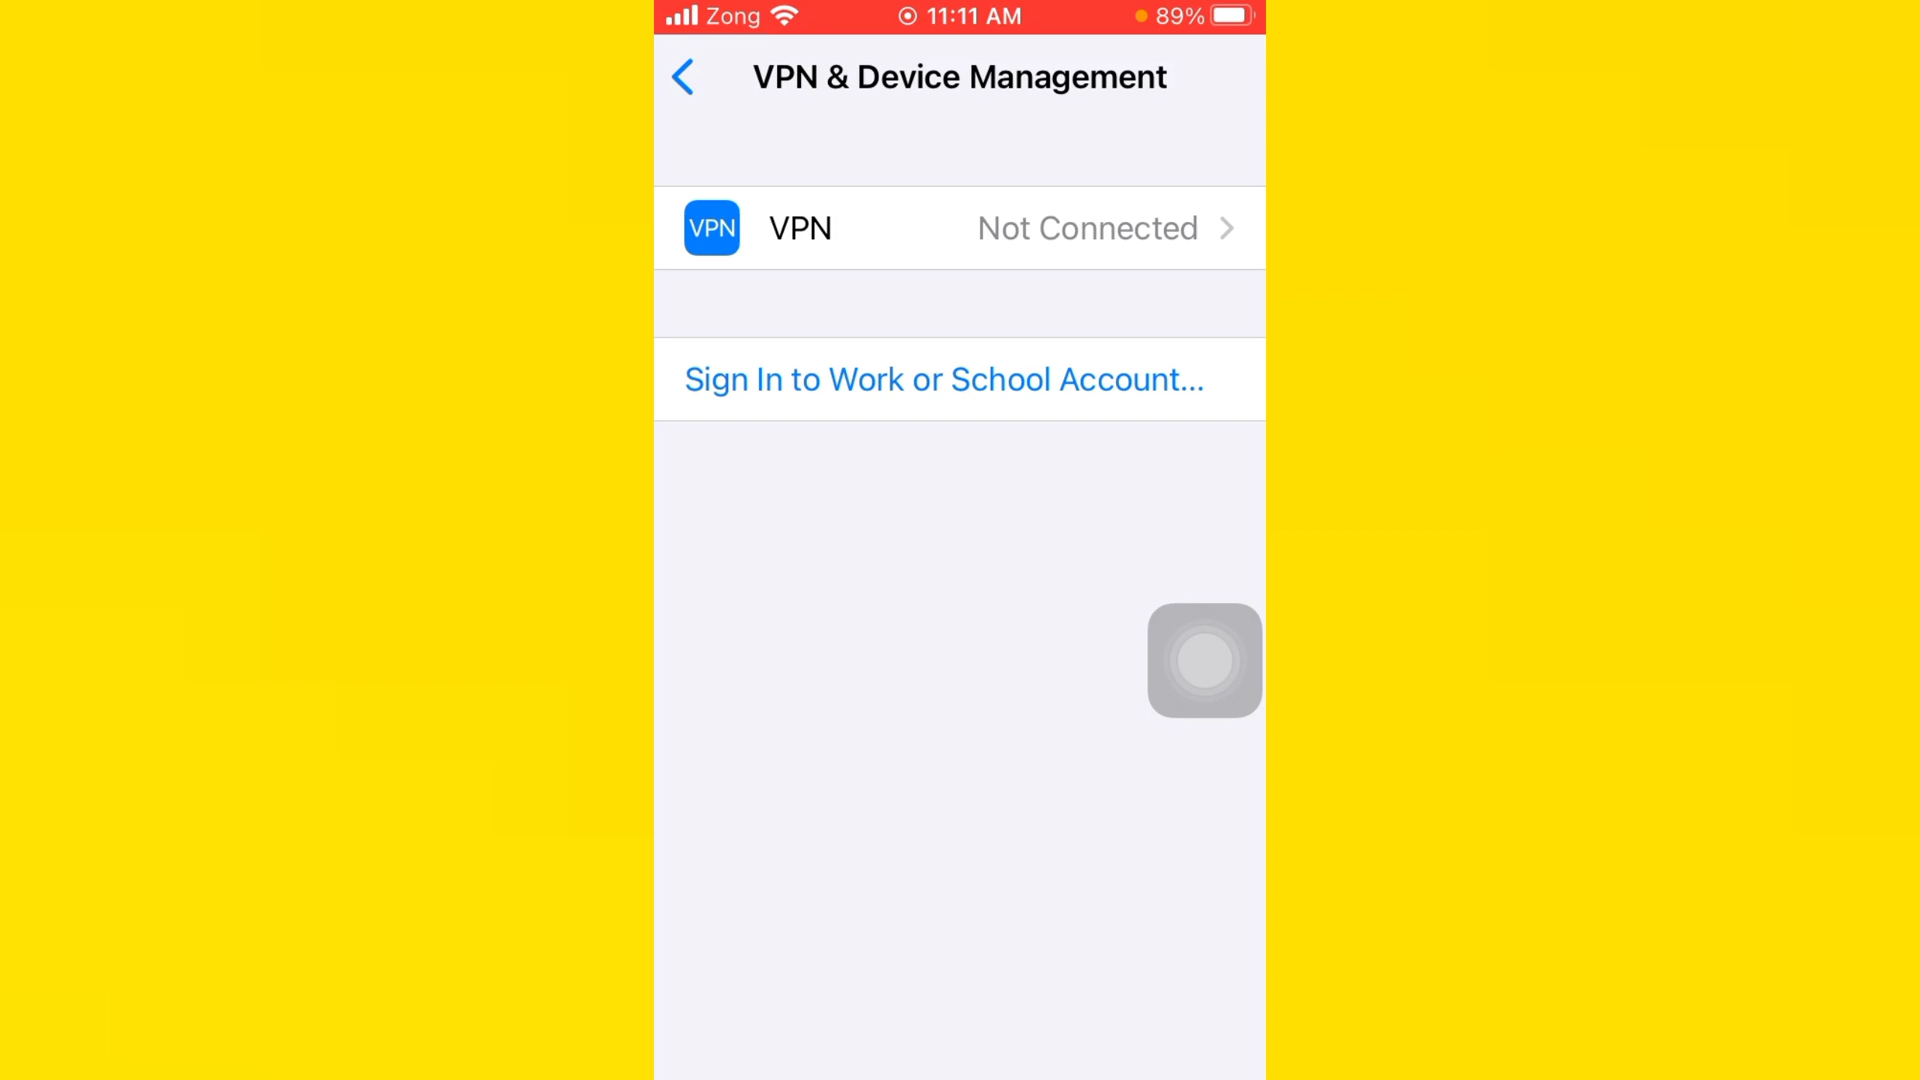 Zong 11:11 AM 89%
VPN & Device Management
VPN VPN Not Connected
Sign In to Work or School Account...